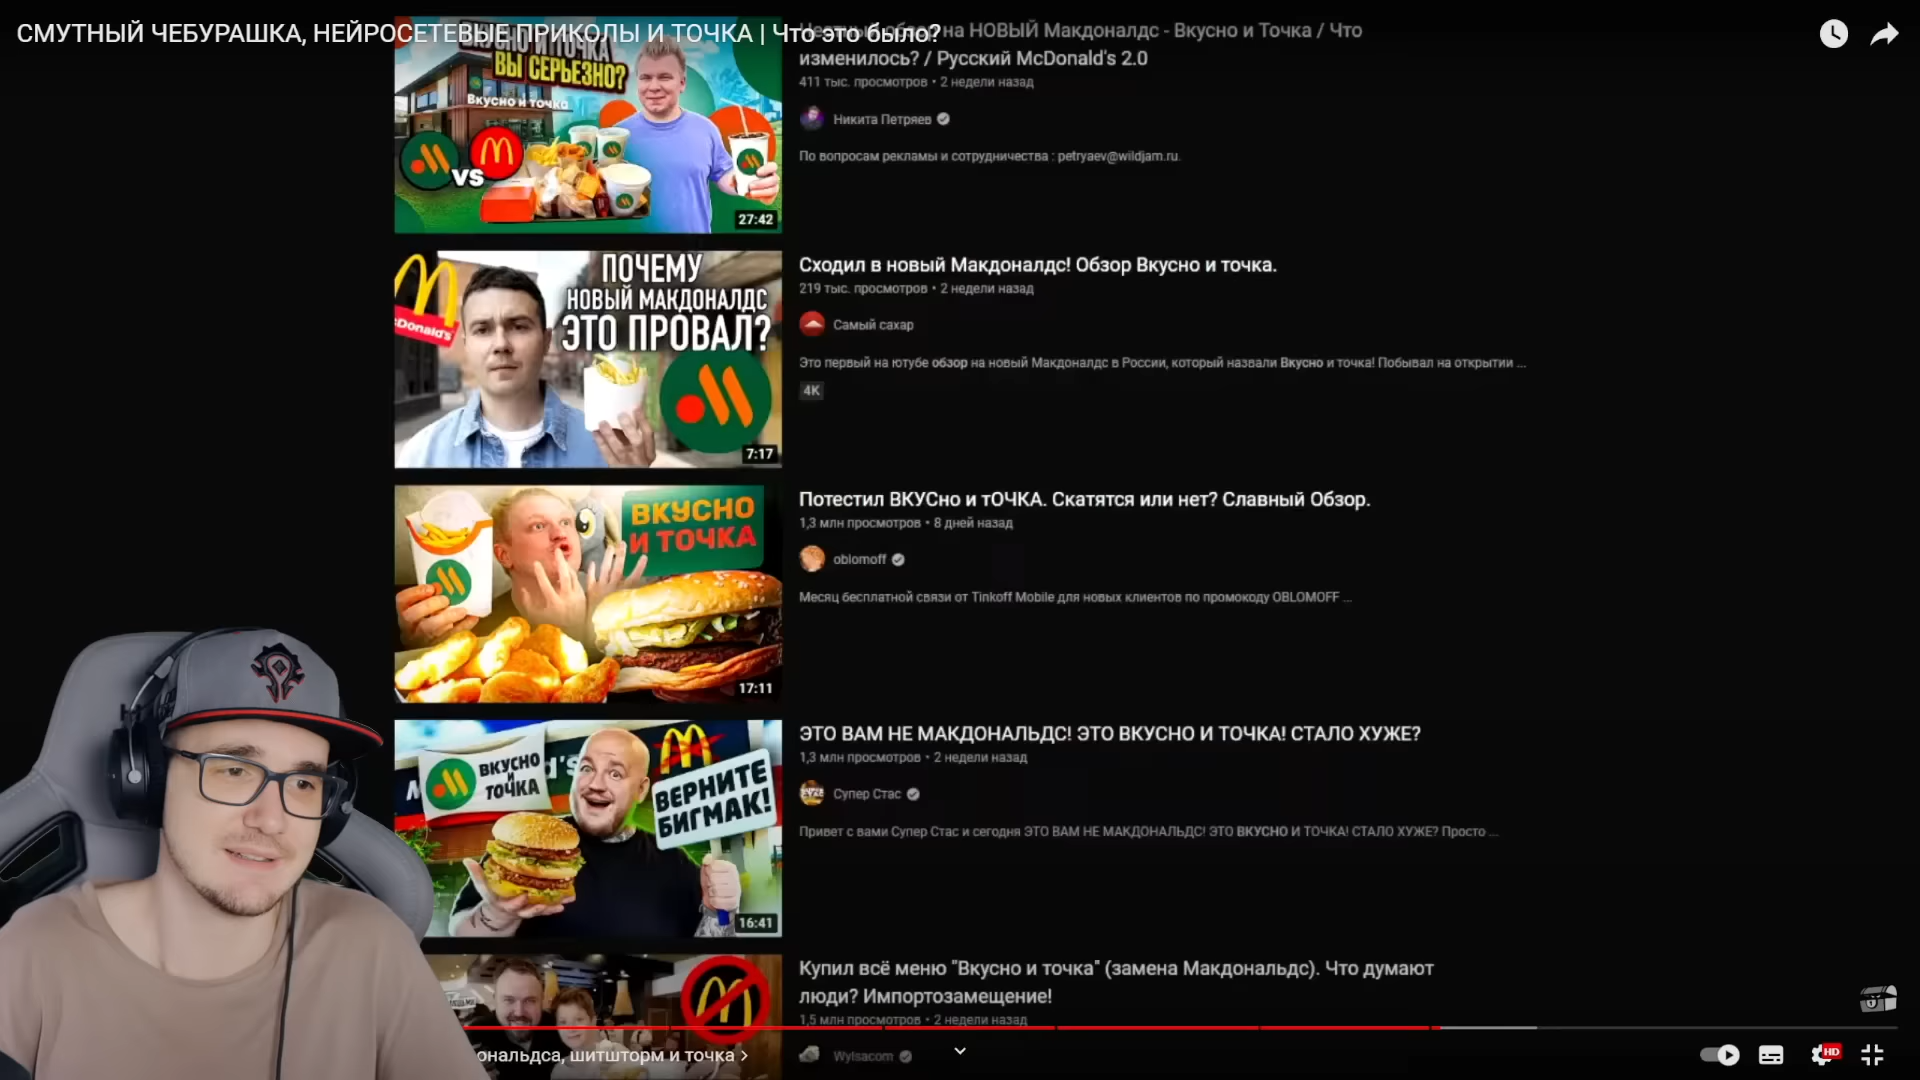 СМУТНЫЙ ЧЕБУРАШКА, НЕЙРОСЕТЕВЫЕ ПРИКОЛЫ И ТОЧКА | Что это было?
ВКУСНО И ТОЧКА
ВЫ СЕРЬЕЗНО?
Вкусно и точка
VS
27:42
на НОВЫЙ Макдоналдс - Вкусно и Точка / Что
изменилось? / Русский McDonald's 2.0
411 тыс. просмотров • 2 недели назад
Никита Петряев
По вопросам рекламы и сотрудничества : petryaev@wildjam.ru.
ПОЧЕМУ
НОВЫЙ МАКДОНАЛДС
ЭТО ПРОВАЛ?
cDonald's
7:17
Сходил в новый Макдоналдс! Обзор Вкусно и точка.
219 тыс. просмотров • 2 недели назад
Самый сахар
Это первый на ютубе обзор на новый Макдоналдс в России, который назвали Вкусно и точка! Побывал на открытии ...
4K
ВКУСНО
И ТОЧКА
17:11
Потестил ВКУСно и тОЧКА. Скатятся или нет? Славный Обзор.
1,3 млн просмотров • 8 дней назад
oblomoff
Месяц бесплатной связи от Tinkoff Mobile для новых клиентов по промокоду OBLOMOFF ...
ВКУСНО
И
ТОЧКА
ВЕРНИТЕ
БИГМАК!
16:41
ЭТО ВАМ НЕ МАКДОНАЛЬДС! ЭТО ВКУСНО И ТОЧКА! СТАЛО ХУЖЕ?
1,3 млн просмотров • 2 недели назад
Супер Стас
Привет с вами Супер Стас и сегодня ЭТО ВАМ НЕ МАКДОНАЛЬДС! ЭТО ВКУСНО И ТОЧКА! СТАЛО ХУЖЕ? Просто ...
Купил всё меню "Вкусно и точка" (замена Макдональдс). Что думают
люди? Импортозамещение!
1,5 млн просмотров • 2 недели назад
Wylsacom
ональдса, шитшторм и точка ›
HD